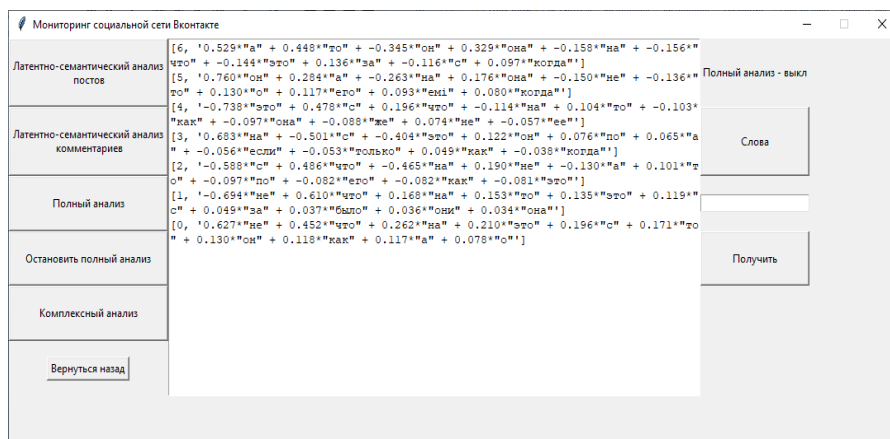 Мониторинг социальной сети Вконтакте
Латентно-семантический анализ
постов
Латентно-семантический анализ
комментариев
Полный анализ
Остановить полный анализ
Комплексный анализ
Вернуться назад
[6, '0.529*"а" + 0.448*"то" + -0.345*"он" + 0.329*"она" + -0.158*"на" + -0.156*"
что" + -0.144*"это" + 0.136*"за" + -0.116*"с" + 0.097*"когда"']
[5, '0.760*"он" + 0.284*"а" + -0.263*"на" + 0.176*"она" + -0.150*"не" + -0.136*"
то" + 0.130*"о" + 0.117*"его" + 0.093*"емі" + 0.080*"когда"']
[4, '-0.738*"это" + 0.478*"с" + 0.196*"что" + -0.114*"на" + 0.104*"то" + -0.103*
"как" + -0.097*"она" + -0.088*"же" + 0.074*"не" + -0.057*"ее"']
[3, '0.683*"на" + -0.501*"с" + -0.404*"это" + 0.122*"он" + 0.076*"по" + 0.065*"а
" + -0.056*"если" + -0.053*"только" + 0.049*"как" + -0.038*"когда"']
[2, '-0.588*"с" + 0.486*"что" + -0.465*"на" + 0.190*"не" + -0.130*"а" + 0.101*"т
о" + -0.097*"по" + -0.082*"его" + -0.082*"как" + -0.081*"это"']
[1, '-0.694*"не" + 0.610*"что" + 0.168*"на" + 0.153*"то" + 0.135*"это" + 0.119*"
с" + 0.049*"за" + 0.037*"было" + 0.036*"они" + 0.034*"она"']
[0, '0.627*"не" + 0.452*"что" + 0.262*"на" + 0.210*"это" + 0.196*"с" + 0.171*"то
" + 0.130*"он" + 0.118*"как" + 0.117*"а" + 0.078*"о"']
Полный анализ - выкл
Слова
Получить